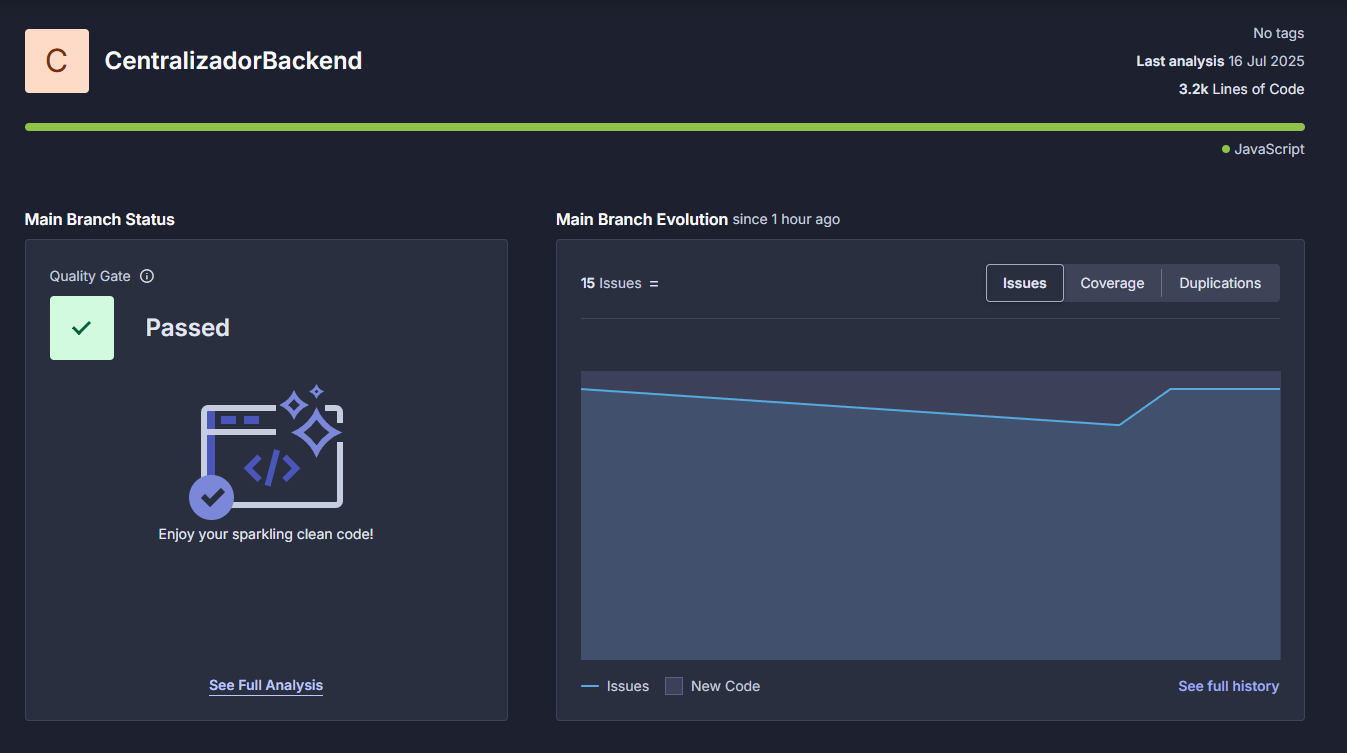 C
CentralizadorBackend
No tags
Last analysis 16 Jul 2025
3.2k Lines of Code
JavaScript
Main Branch Status
Quality Gate
Passed
Enjoy your sparkling clean code!
See Full Analysis
Main Branch Evolution since 1 hour ago
15 Issues =
Issues
Coverage
Duplications
Issues
New Code
See full history